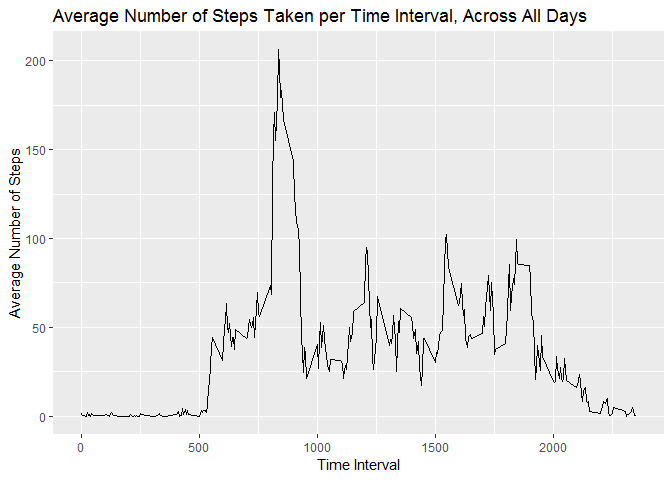 Average Number of Steps Taken per Time Interval, Across All Days
Average Number of Steps
200
150
100
50
0
0 500 1000 1500 2000
Time Interval